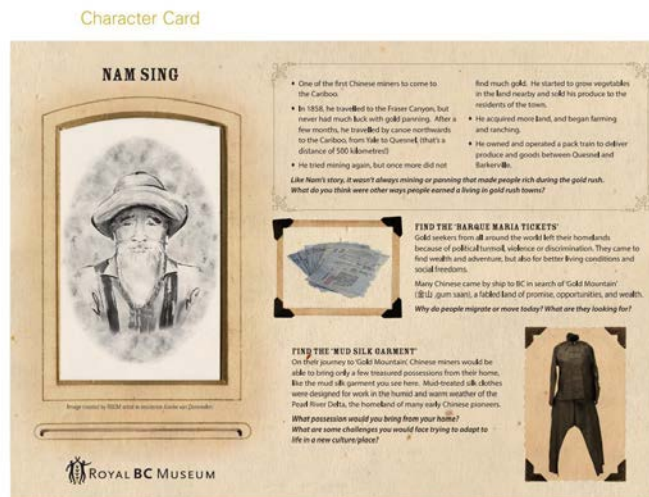 Character Card
NAM SING
• One of the first Chinese miners to come to
the Cariboo.
• In 1858, he travelled to the Fraser Canyon, but
never had much luck with gold panning. After a
few months, he travelled by canoe northwards
to the Cariboo, from Yale to Quesnel, (that's a
distance of 500 kilometres!)
• He tried mining again, but once more did not
find much gold. He started to grow vegetables
in the land nearby and sold his produce to the
residents of the town.
• He acquired more land, and began farming
and ranching.
• He owned and operated a pack train to deliver
produce and goods between Quesnel and
Barkerville.
Like Nam's story, it wasn't always mining or panning that made people rich during the gold rush.
What do you think were other ways people earned a living in gold rush towns?
FIND THE 'BARQUE MARIA TICKETS'
Gold seekers from all around the world left their homelands
because of political turmoil, violence or discrimination. They came to
find wealth and adventure, but also for better living conditions and
social freedoms.
Many Chinese came by ship to BC in search of 'Gold Mountain'
(金山, gum saan), a fabled land of promise, opportunities, and wealth.
Why do people migrate or move today? What are they looking for?
FIND THE 'MUD SILK GARMENT'
On their journey to 'Gold Mountain', Chinese miners would be
able to bring only a few treasured possessions from their home,
like the mud silk garment you see here. Mud-treated silk clothes
were designed for work in the humid and warm weather of the
Pearl River Delta, the homeland of many early Chinese pioneers.
What possession would you bring from your home?
What are some challenges you would face trying to adapt to
life in a new culture/place?
Image created by RBCM artist in residence
ROYAL BC MUSEUM